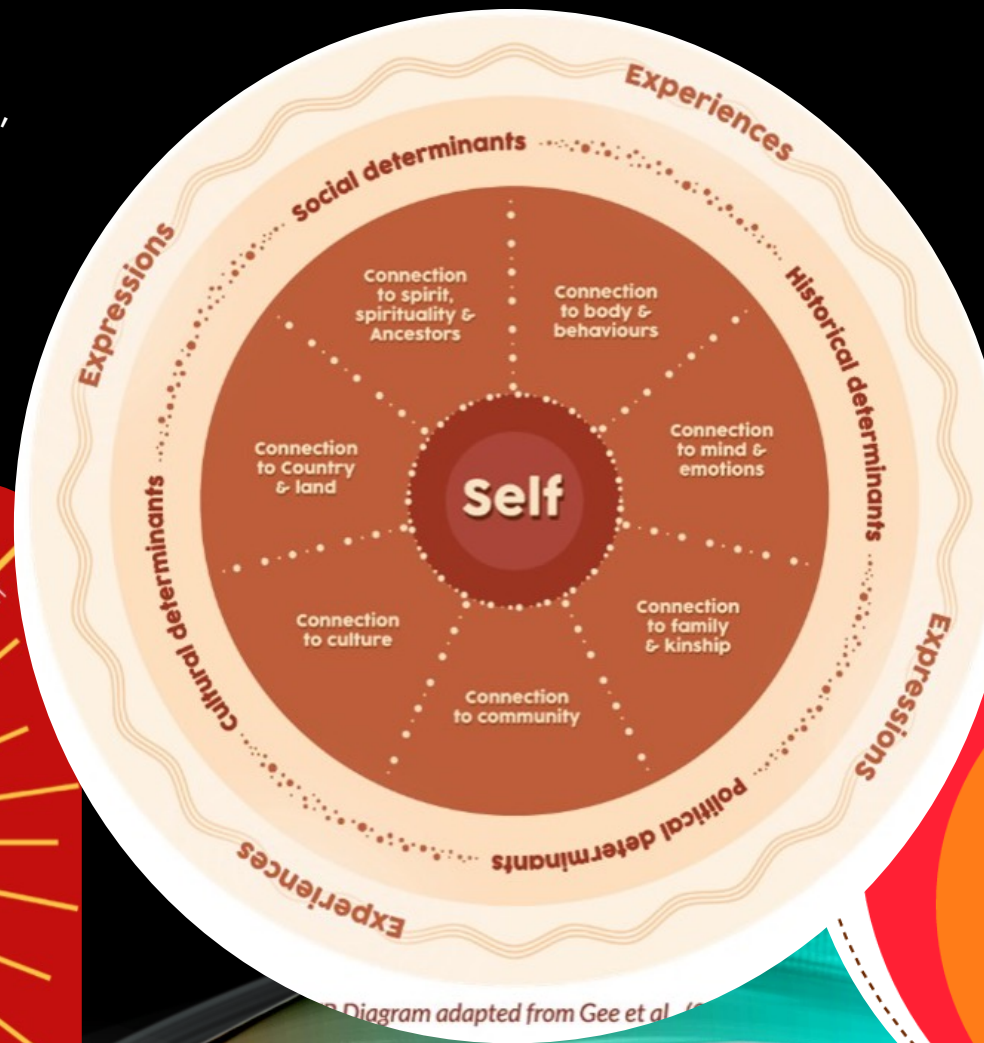 Experiences
Social determinants
Expressions
Historical determinants
Connection
to spirit,
spirituality &
Ancestors
Connection
to body &
behaviours
Connection
to Country
& land
Connection
to mind &
emotions
Self
Connection
to culture
Connection
to family
& kinship
Connection
to community
Cultural determinants
Expressions
Political determinants
Experiences
Diagram adapted from Gee et al